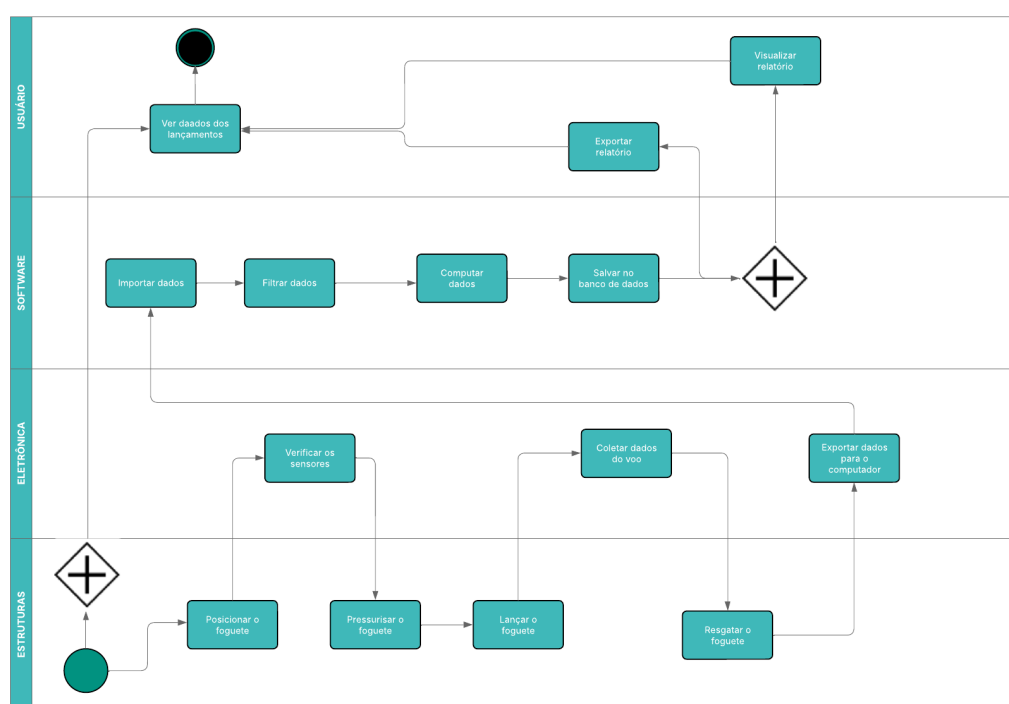 USUÁRIO
Visualizar
relatório
Ver daados dos
lançamentos
Exportar
relatório
SOFTWARE
Importar dados
Filtrar dados
Computar
dados
Salvar no
banco de dados
ELETRÔNICA
Verificar os
sensores
Coletar dados
do voo
Exportar dados
para o
computador
ESTRUTURAS
Posicionar o
foguete
Pressurisar o
foguete
Lançar o
foguete
Resgatar o
foguete